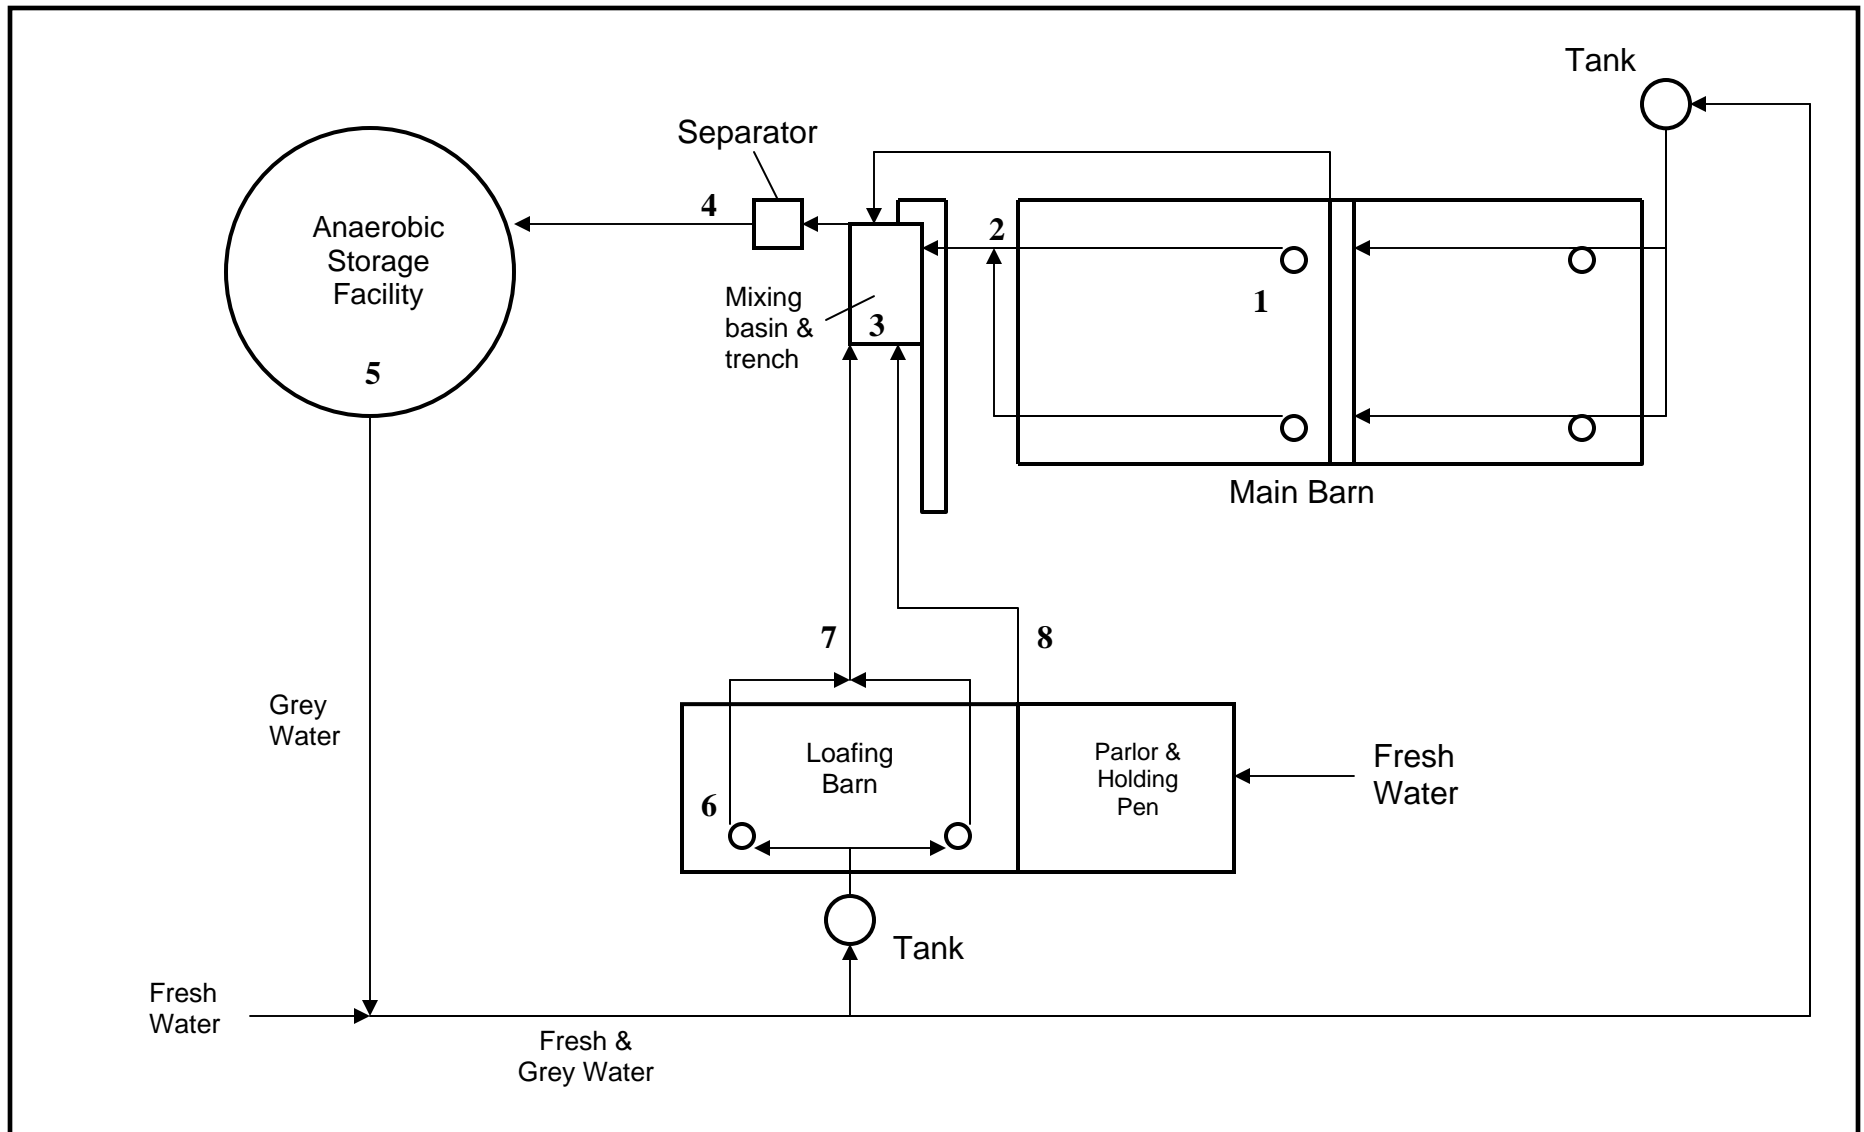 Tank
Separator
4
2
Anaerobic
Storage
Facility
1
Mixing
basin &
trench
3
5
Main Barn
7
8
Grey
Water
Loafing
Barn
Parlor &
Holding
Pen
Fresh
Water
6
Tank
Fresh
Water
Fresh &
Grey Water